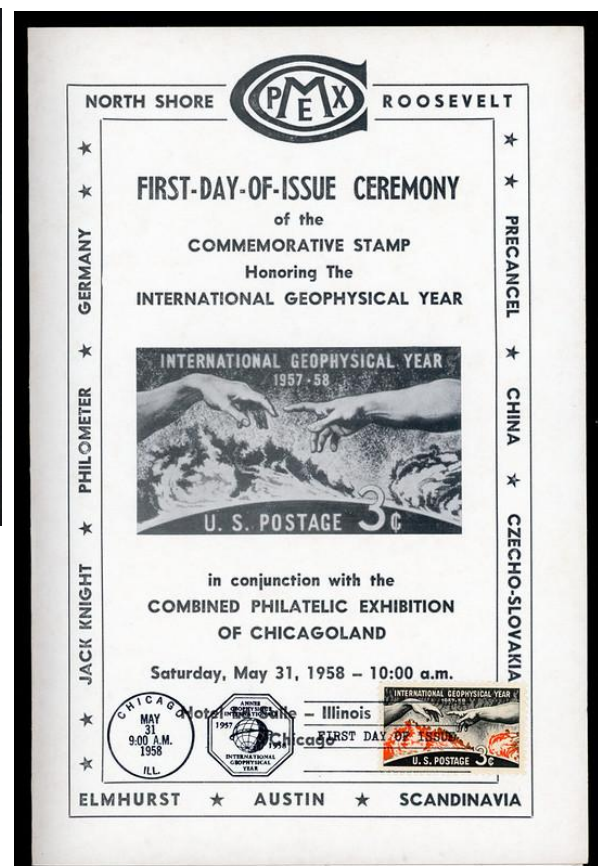 NORTH SHORE
C PMEX
ROOSEVELT
FIRST-DAY-OF-ISSUE CEREMONY
of the
COMMEMORATIVE STAMP
Honoring The
INTERNATIONAL GEOPHYSICAL YEAR
INTERNATIONAL GEOPHYSICAL YEAR
1957-58
U. S. POSTAGE 3¢
in conjunction with the
COMBINED PHILATELIC EXHIBITION
OF CHICAGOLAND
Saturday, May 31, 1958 – 10:00 a.m.
Hotel – Illinois
Chicago
CHICAGO
MAY
31
9:00 A.M.
1958
ILL.
1957
1958
INTERNATIONAL
GEOPHYSICAL
YEAR
FIRST DAY OF ISSUE
INTERNATIONAL GEOPHYSICAL YEAR
U. S. POSTAGE 3¢
GERMANY
PHILOMETER
JACK KNIGHT
PRECANCEL
CHINA
CZECHO-SLOVAKIA
ELMHURST ★ AUSTIN ★ SCANDINAVIA